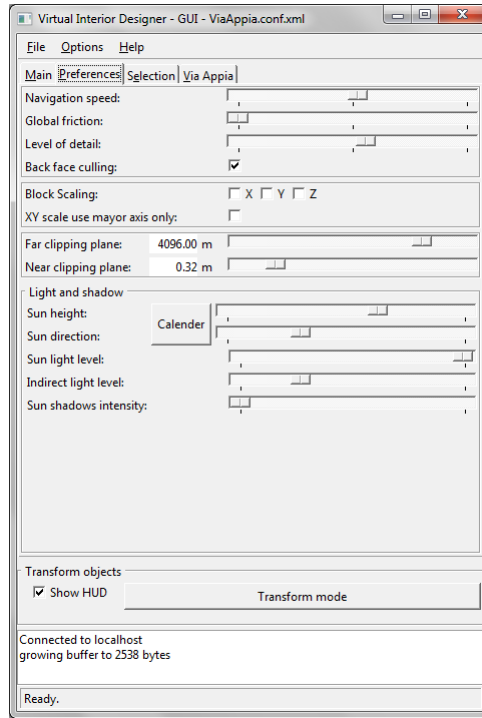 Virtual Interior Designer - GUI - ViaAppia.conf.xml
File Options Help
Main Preferences Selection Via Appia
Navigation speed:
Global friction:
Level of detail:
Back face culling:
Block Scaling: X Y Z
XY scale use mayor axis only:
Far clipping plane: 4096.00 m
Near clipping plane: 0.32 m
Light and shadow
Sun height:
Calender
Sun direction:
Sun light level:
Indirect light level:
Sun shadows intensity:
Transform objects
Show HUD Transform mode
Connected to localhost
growing buffer to 2538 bytes
Ready.